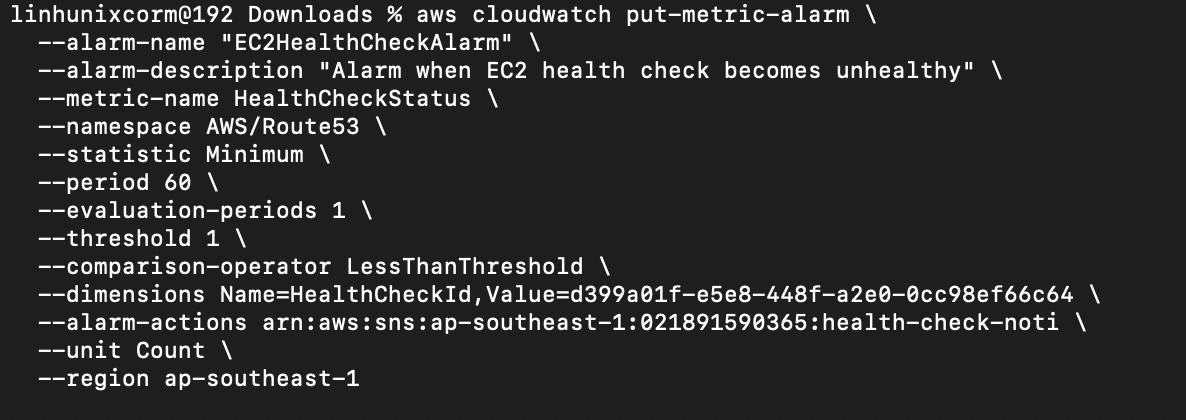 linhunixcorm@192 Downloads % aws cloudwatch put-metric-alarm \
--alarm-name "EC2HealthCheckAlarm" \
--alarm-description "Alarm when EC2 health check becomes unhealthy" \
--metric-name HealthCheckStatus \
--namespace AWS/Route53 \
--statistic Minimum \
--period 60 \
--evaluation-periods 1 \
--threshold 1 \
--comparison-operator LessThanThreshold \
--dimensions Name=HealthCheckId,Value=d399a01f-e5e8-448f-a2e0-0cc98ef66c64 \
--alarm-actions arn:aws:sns:ap-southeast-1:021891590365:health-check-noti \
--unit Count \
--region ap-southeast-1